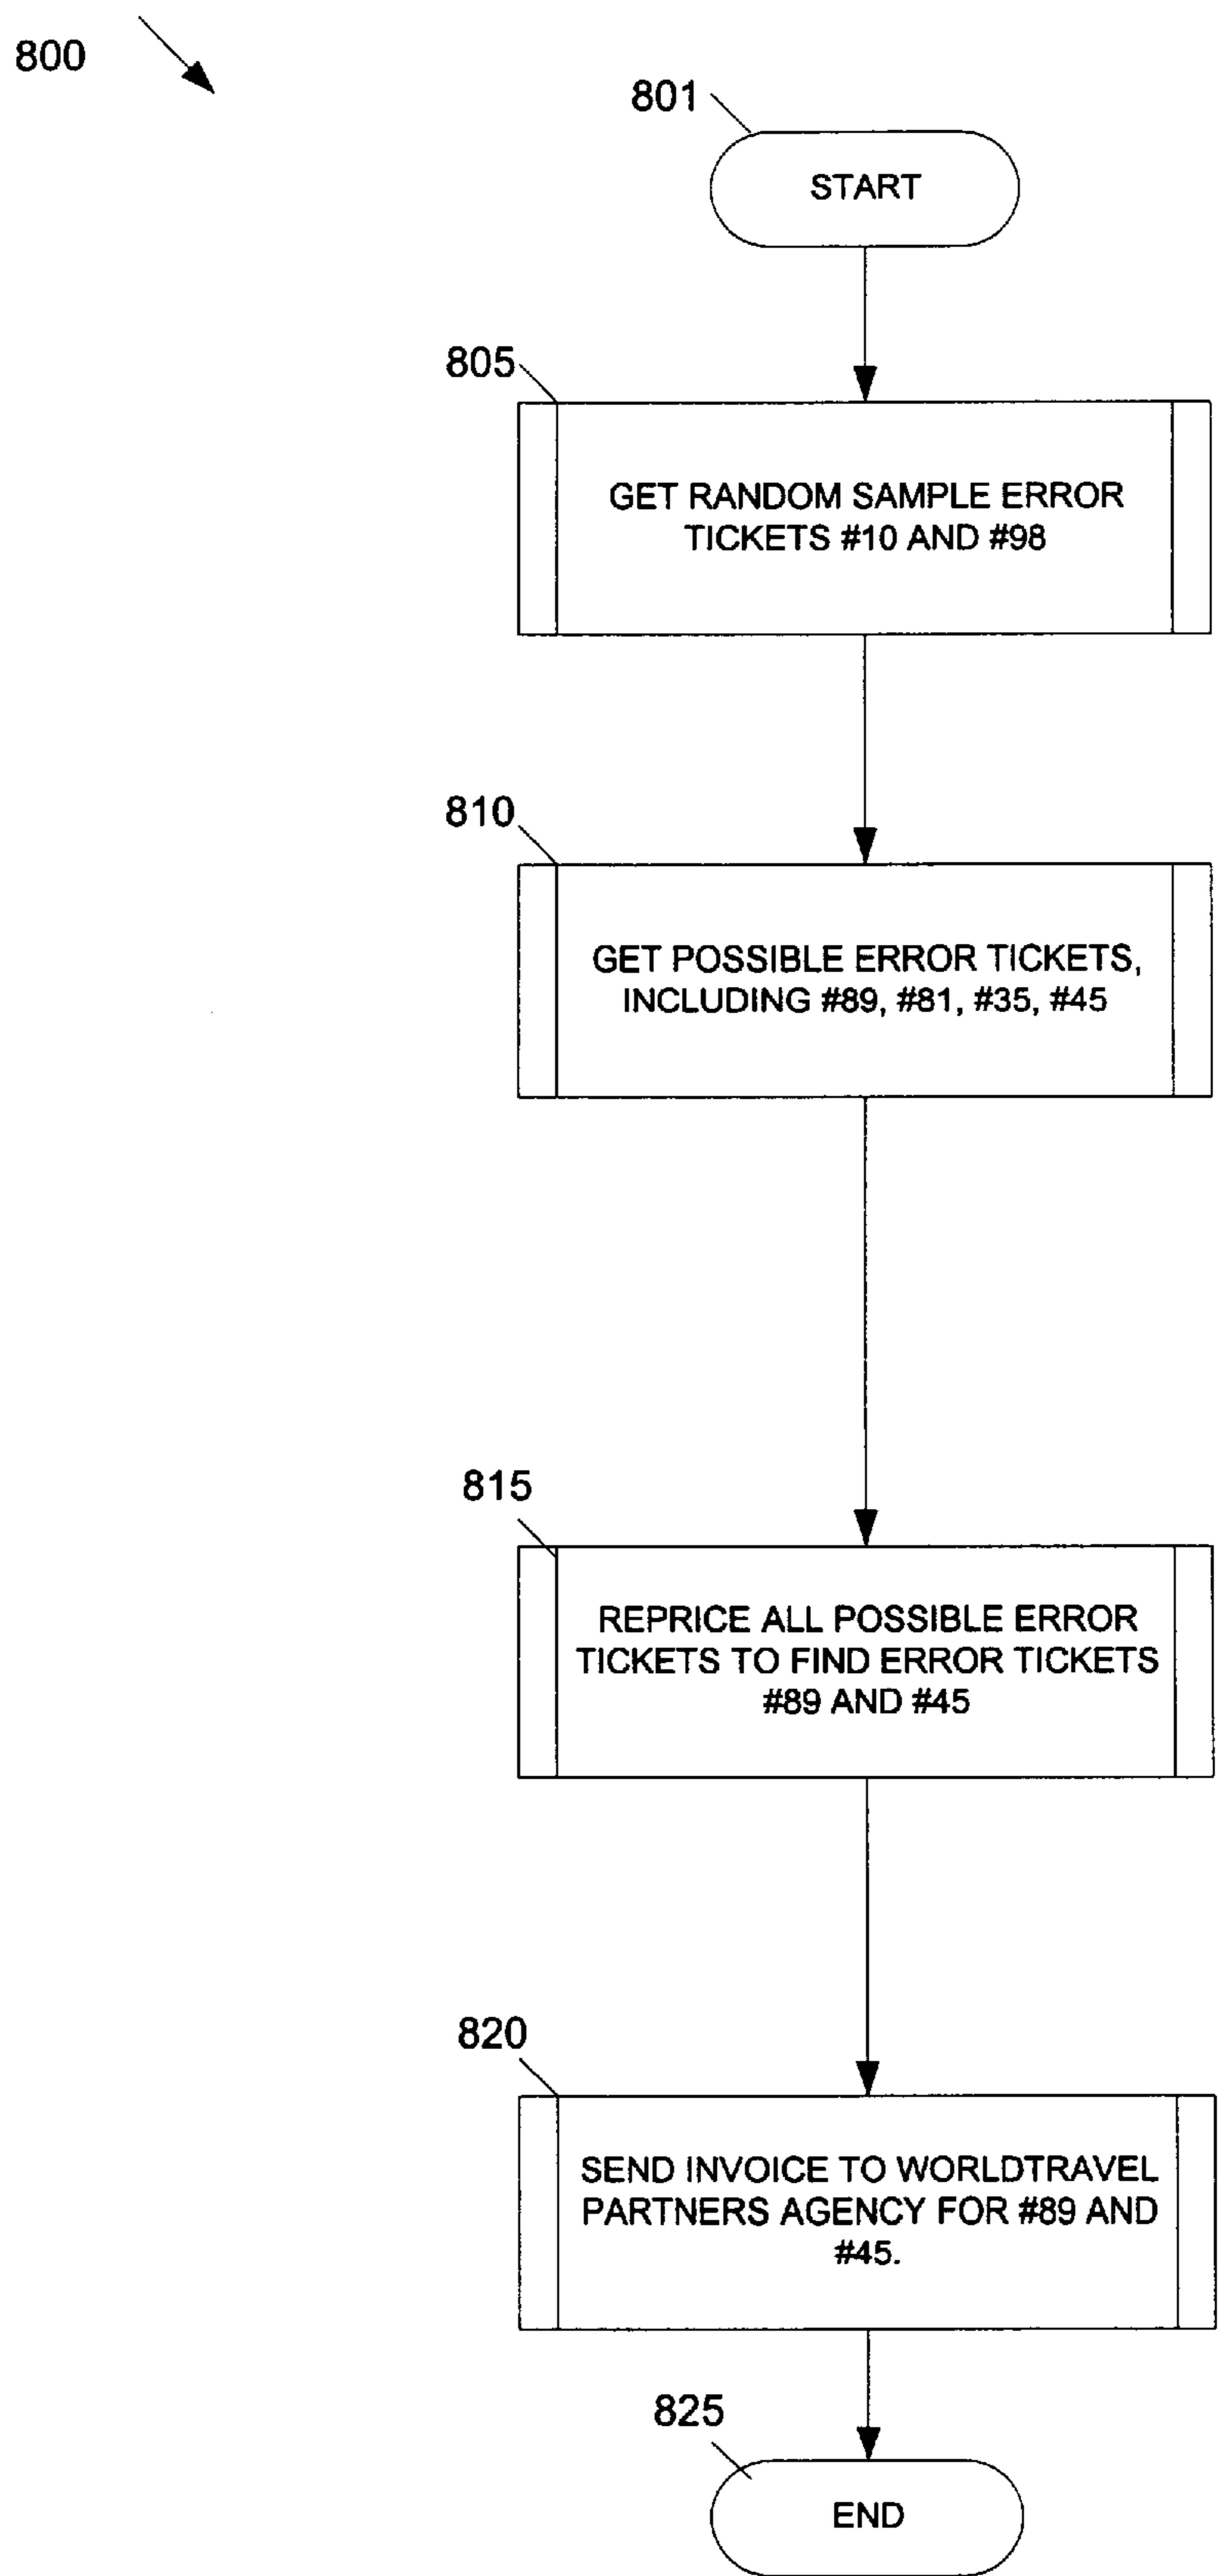 800
801
START
805
GET RANDOM SAMPLE ERROR
TICKETS #10 AND #98
810
GET POSSIBLE ERROR TICKETS,
INCLUDING #89, #81, #35, #45
815
REPRICE ALL POSSIBLE ERROR
TICKETS TO FIND ERROR TICKETS
#89 AND #45
820
SEND INVOICE TO WORLDTRAVEL
PARTNERS AGENCY FOR #89 AND
#45.
825
END